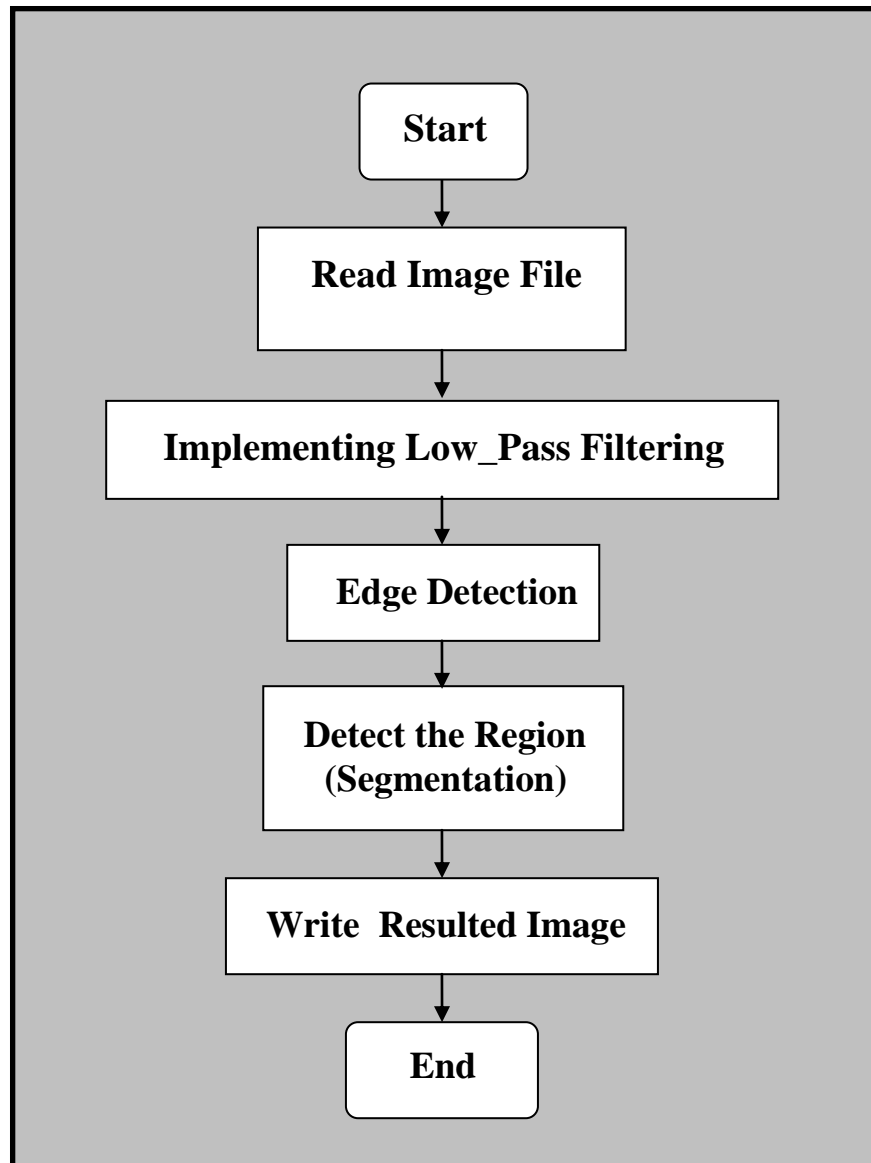 Start
Read Image File
Implementing Low_Pass Filtering
Edge Detection
Detect the Region
(Segmentation)
Write Resulted Image
End